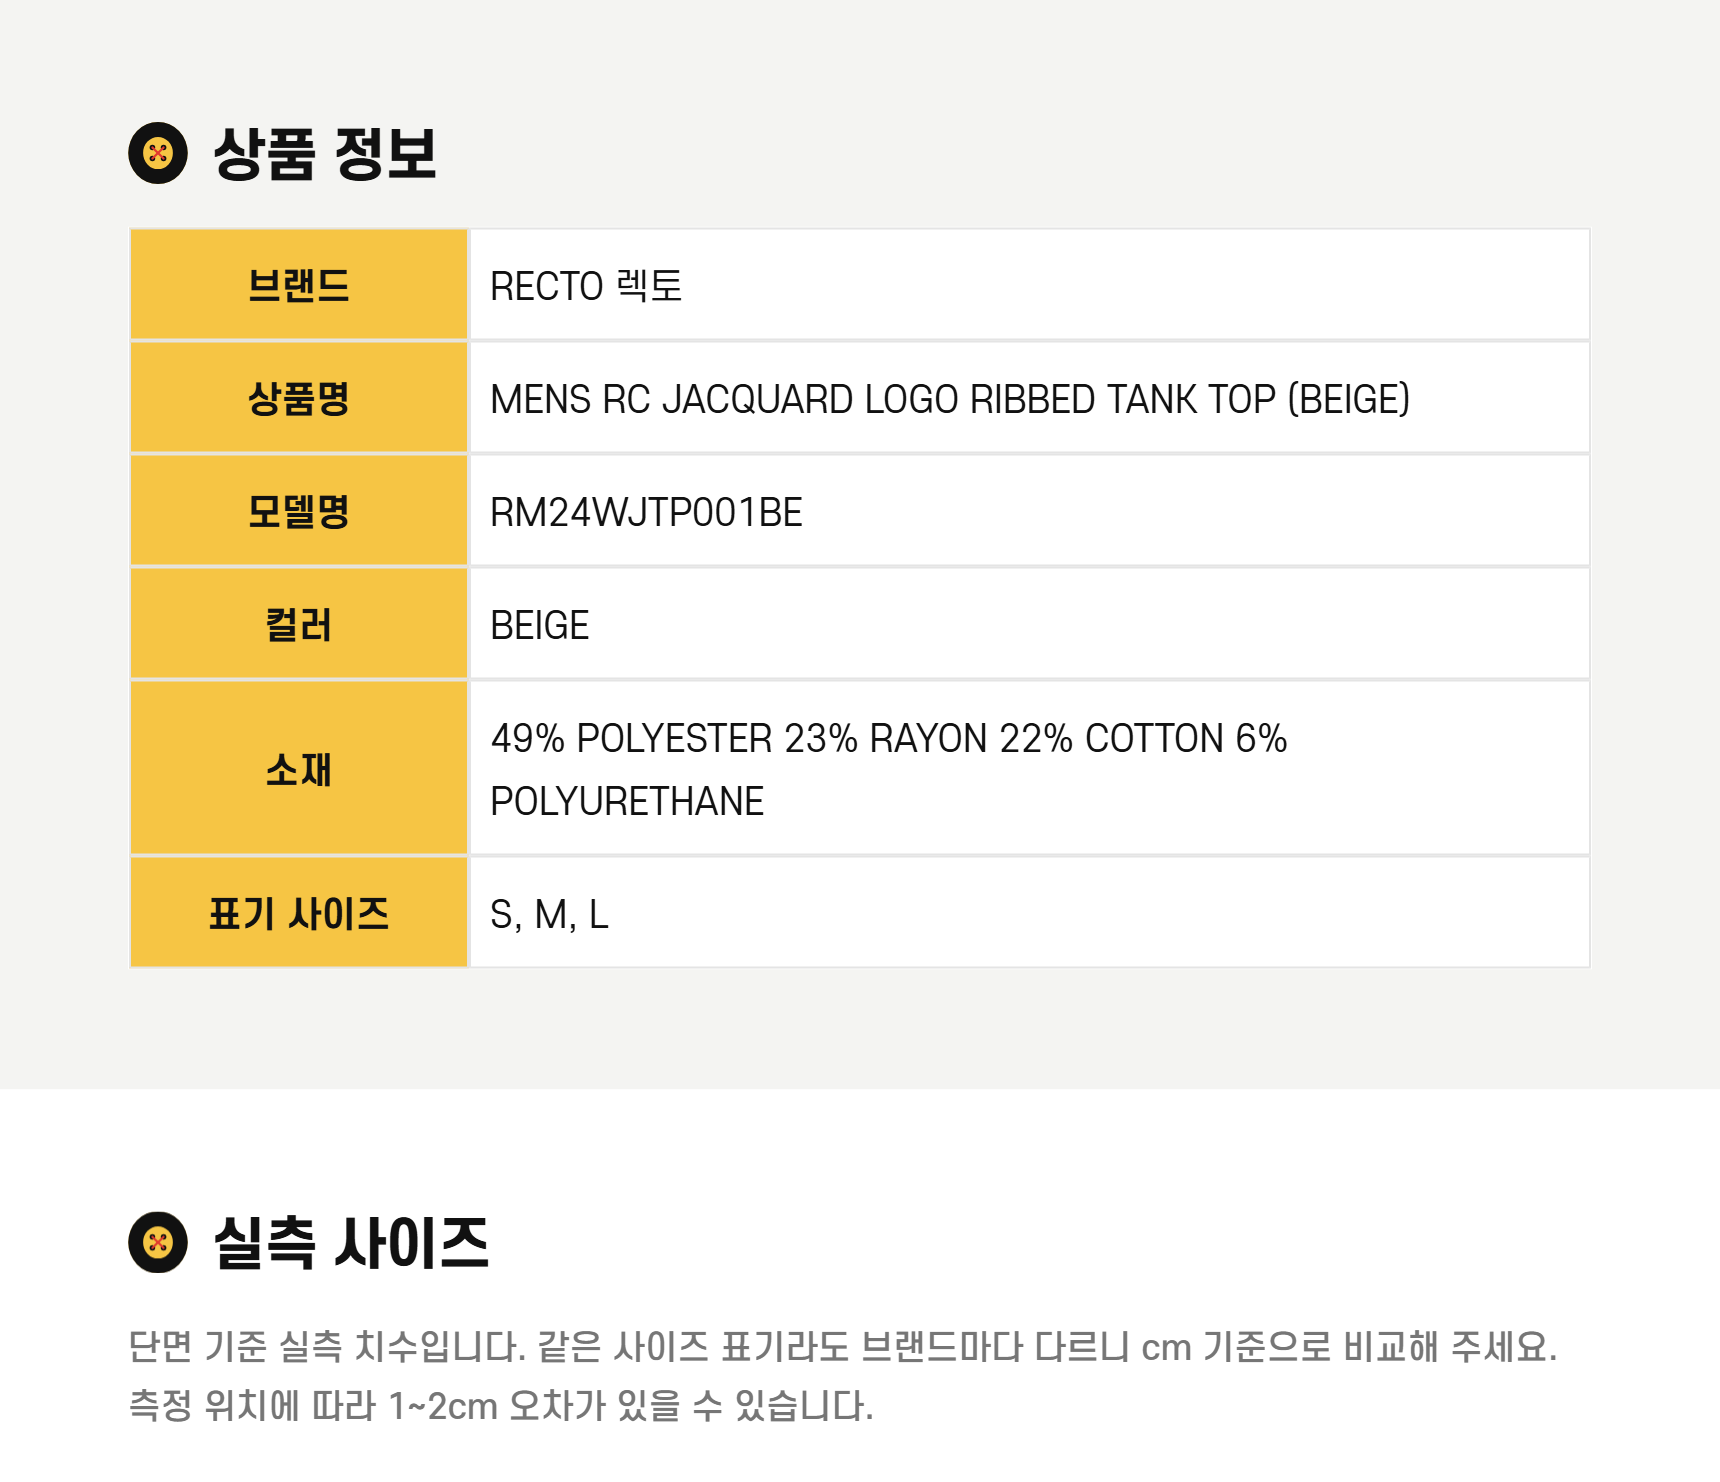 상품 정보
브랜드
RECTO 렉토
상품명
MENS RC JACQUARD LOGO RIBBED TANK TOP (BEIGE)
모델명
RM24WJTP001BE
컬러
BEIGE
소재
49% POLYESTER 23% RAYON 22% COTTON 6%
POLYURETHANE
표기 사이즈
S, M, L
실측 사이즈
단면 기준 실측 치수입니다. 같은 사이즈 표기라도 브랜드마다 다르니 cm 기준으로 비교해 주세요.
측정 위치에 따라 1~2cm 오차가 있을 수 있습니다.